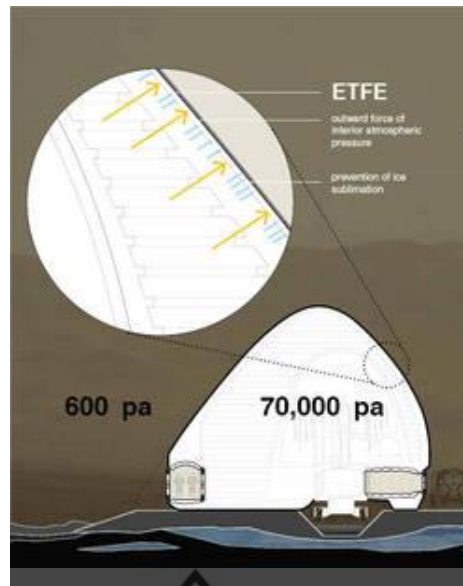 ETFE
outward force of
interior atmospheric
pressure
prevention of ice
sublimation
600 pa
70,000 pa